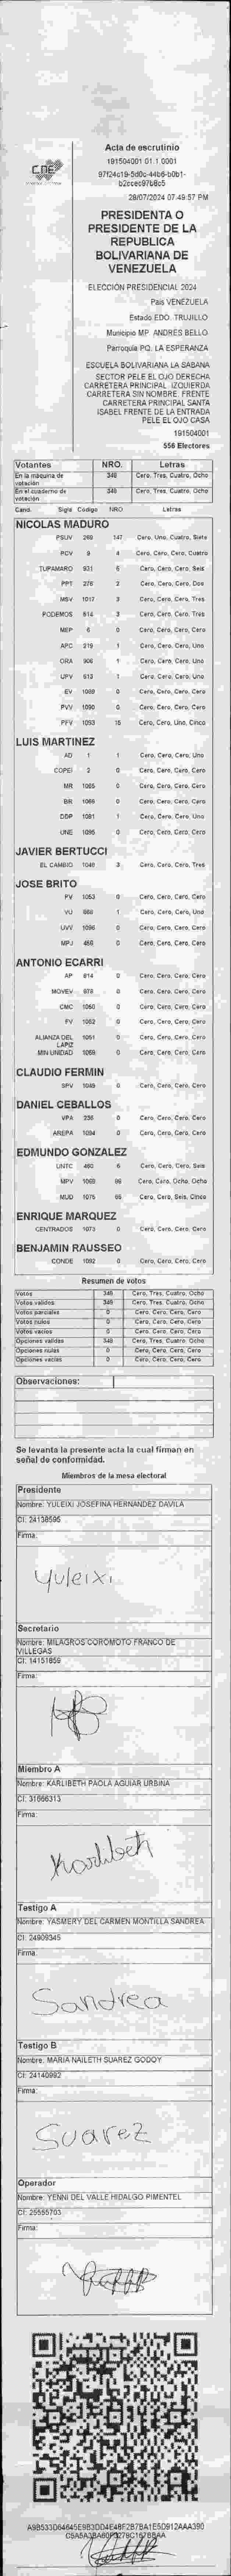 CNE
Acta de escrutinio
191504001 01 1 0001
97f24c19-5d0c-44b6-b0b1-
b2ccec97b8c5
28/07/2024 07:49:57 PM
PRESIDENTA O
PRESIDENTE DE LA
REPUBLICA
BOLIVARIANA DE
VENEZUELA
ELECCION PRESIDENCIAL 2024
Pais VENEZUELA
Estado EDO. TRUJILLO
Municipio MP. ANDRES BELLO
Parroquia PQ. LA ESPERANZA
ESCUELA BOLIVARIANA LA SABANA
SECTOR PELE EL OJO DERECHA
CARRETERA PRINCIPAL. IZQUIERDA
CARRETERA SIN NOMBRE. FRENTE
CARRETERA PRINCIPAL SANTA
ISABEL FRENTE DE LA ENTRADA
PELE EL OJO CASA
191504001
556 Electores
Votantes NRO. Letras
En la máquina de votación 348 Cero, Tres, Cuatro, Ocho
En el cuaderno de votación 348 Cero, Tres, Cuatro, Ocho
Cand. Sigla Codigo NRO Letras
NICOLAS MADURO
PSUV 147 Cero, Uno, Cuatro, Siete
PCV 9 4 Cero, Cero, Cero, Cuatro
TUPAMARO 931 6 Cero, Cero, Cero, Seis
PPT 276 2 Cero, Cero, Cero, Dos
MSV 1017 3 Cero, Cero, Cero, Tres
PODEMOS 614 3 Cero, Cero, Cero, Tres
MEP 6 0 Cero, Cero, Cero, Cero
APC 219 1 Cero, Cero, Cero, Uno
ORA 906 1 Cero, Cero, Cero, Uno
UPV 613 1 Cero, Cero, Cero, Uno
EV 0 Cero, Cero, Cero, Cero
PVV 1090 0 Cero, Cero, Cero, Cero
PFV 1093 15 Cero, Cero, Uno, Cinco
LUIS MARTINEZ
AD 1 1 Cero, Cero, Cero, Uno
COPEI 2 0 Cero, Cero, Cero, Cero
MR 1065 0 Cero, Cero, Cero, Cero
BR 1069 0 Cero, Cero, Cero, Cero
DDP 1091 1 Cero, Cero, Cero, Uno
UNE 1095 0 Cero, Cero, Cero, Cero
JAVIER BERTUCCI
EL CAMBIO 1040 3 Cero, Cero, Cero, Tres
JOSE BRITO
PV 1053 0 Cero, Cero, Cero, Cero
VU 1 Cero, Cero, Cero, Uno
UVV 1096 0 Cero, Cero, Cero, Cero
MPJ 0 Cero, Cero, Cero, Cero
ANTONIO ECARRI
AP 814 0 Cero, Cero, Cero, Cero
MOVEV 978 0 Cero, Cero, Cero, Cero
CMC 1050 0 Cero, Cero, Cero, Cero
FV 1052 0 Cero, Cero, Cero, Cero
ALIANZA DEL LAPIZ 1051 0 Cero, Cero, Cero, Cero
MIN UNIDAD 1058 0 Cero, Cero, Cero, Cero
CLAUDIO FERMIN
SPV 1049 0 Cero, Cero, Cero, Cero
DANIEL CEBALLOS
VPA 0 Cero, Cero, Cero, Cero
AREPA 1094 0 Cero, Cero, Cero, Cero
EDMUNDO GONZALEZ
UNTC 6 Cero, Cero, Cero, Seis
MPV Cero, Cero, Ocho, Ocho
MUD 1075 65 Cero, Cero, Seis, Cinco
ENRIQUE MARQUEZ
CENTRADOS 1073 0 Cero, Cero, Cero, Cero
BENJAMIN RAUSSEO
CONDE 1092 0 Cero, Cero, Cero, Cero
Resumen de votos
Votos 348 Cero, Tres, Cuatro, Ocho
Votos validos 348 Cero, Tres, Cuatro, Ocho
Votos parciales 0 Cero, Cero, Cero, Cero
Votos nulos 0 Cero, Cero, Cero, Cero
Votos vacios 0 Cero, Cero, Cero, Cero
Opciones validas 348 Cero, Tres, Cuatro, Ocho
Opciones nulas 0 Cero, Cero, Cero, Cero
Opciones vacias 0 Cero, Cero, Cero, Cero
Observaciones:
Se levanta la presente acta la cual firman en
señal de conformidad.
Miembros de la mesa electoral
Presidente
Nombre: YULEIXI JOSEFINA HERNANDEZ DAVILA
CI: 24138595
Firma:
Yuleixi
Secretario
Nombre: MILAGROS COROMOTO FRANCO DE
VILLEGAS
CI: 14151659
Firma:
Miembro A
Nombre: KARLIBETH PAOLA AGUIAR URBINA
CI: 31666313
Firma:
Karlibeth
Testigo A
Nombre: YASMERY DEL CARMEN MONTILLA SANDREA
CI: 24909345
Firma:
Sandrea
Testigo B
Nombre: MARIA NAILETH SUAREZ GODOY
CI: 24140992
Firma:
Suarez
Operador
Nombre: YENNI DEL VALLE HIDALGO PIMENTEL
CI: 25555703
Firma: